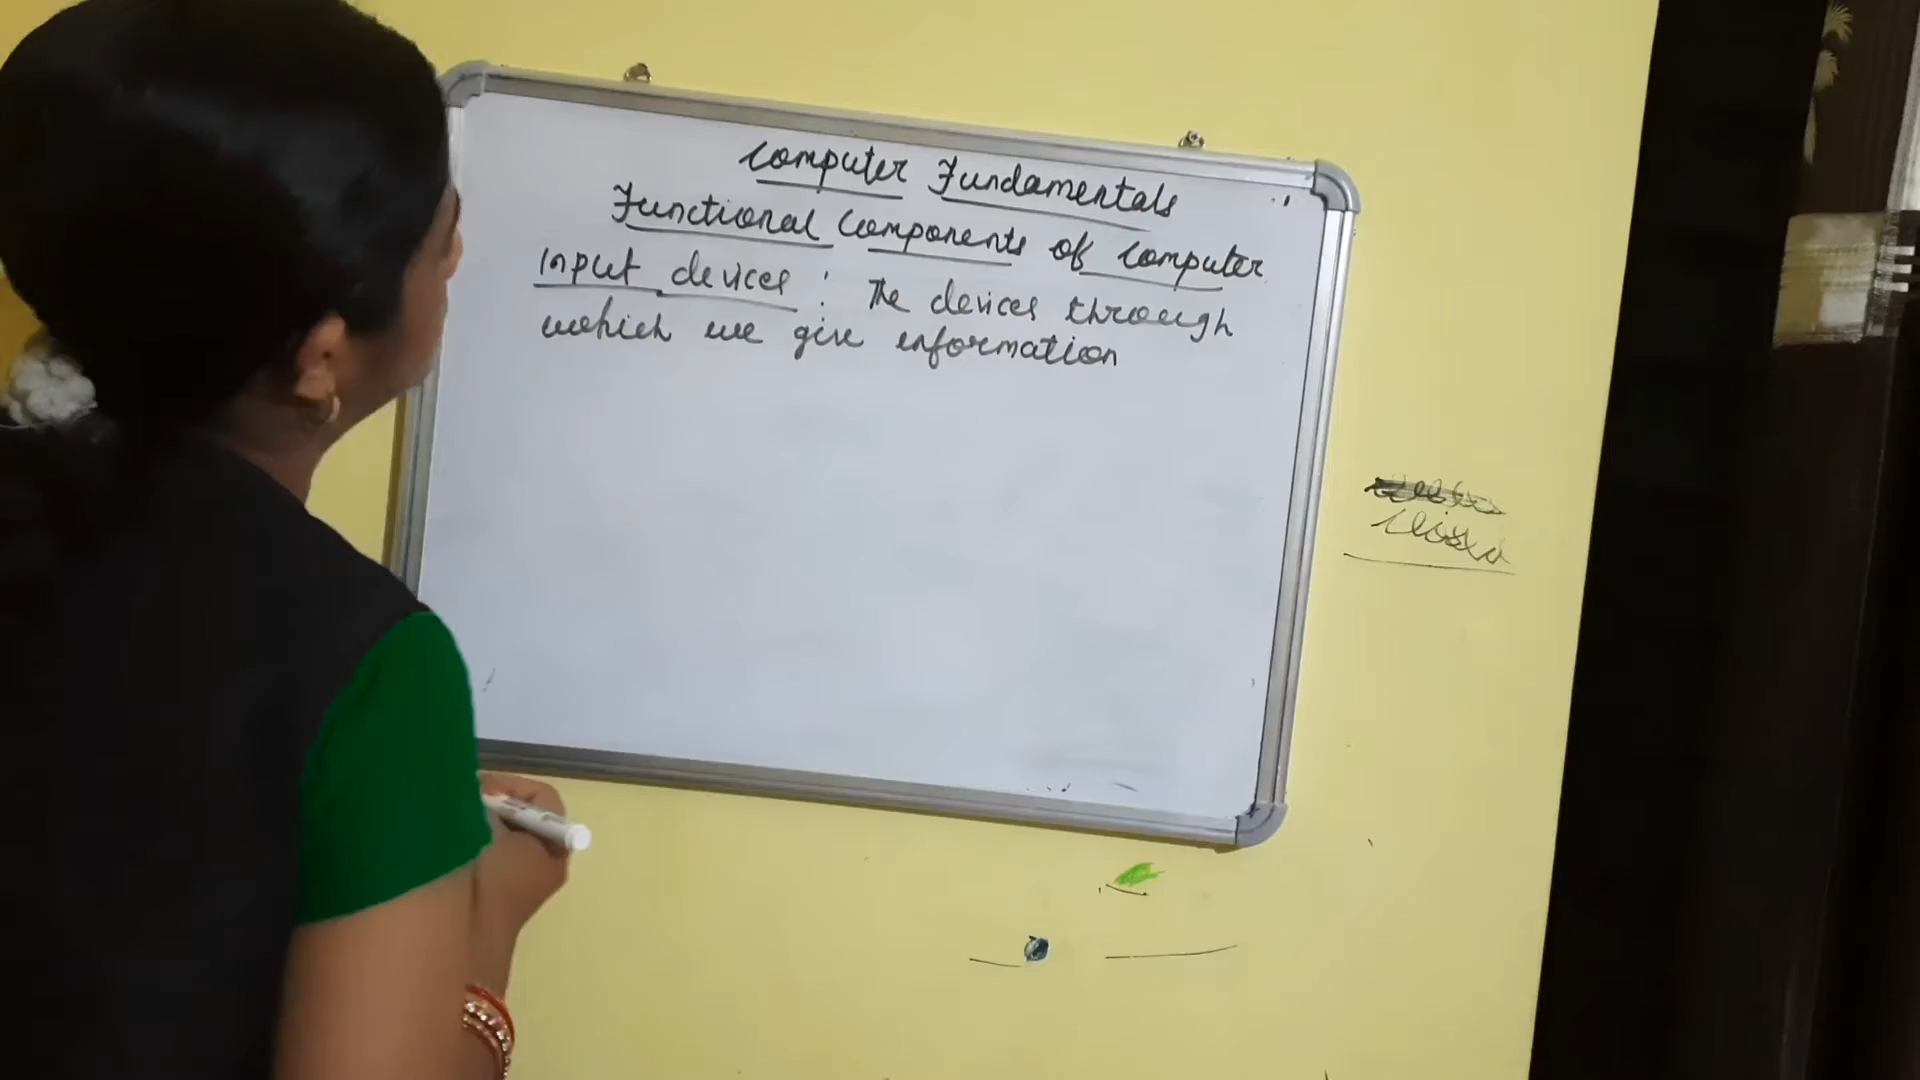 Computer Fundamentals
Functional Components of Computer
Input devices : The devices through
which we give information